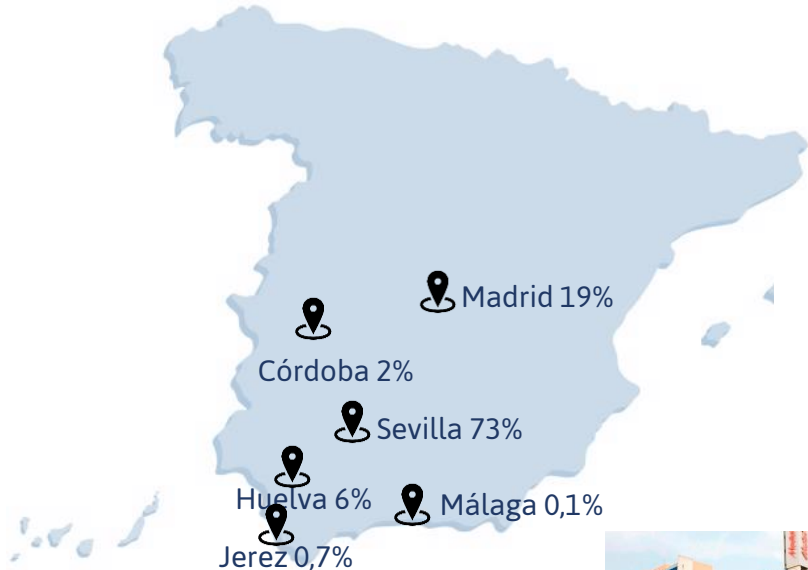 Madrid 19%
Córdoba 2%
Sevilla 73%
Huelva 6%
Málaga 0,1%
Jerez 0,7%